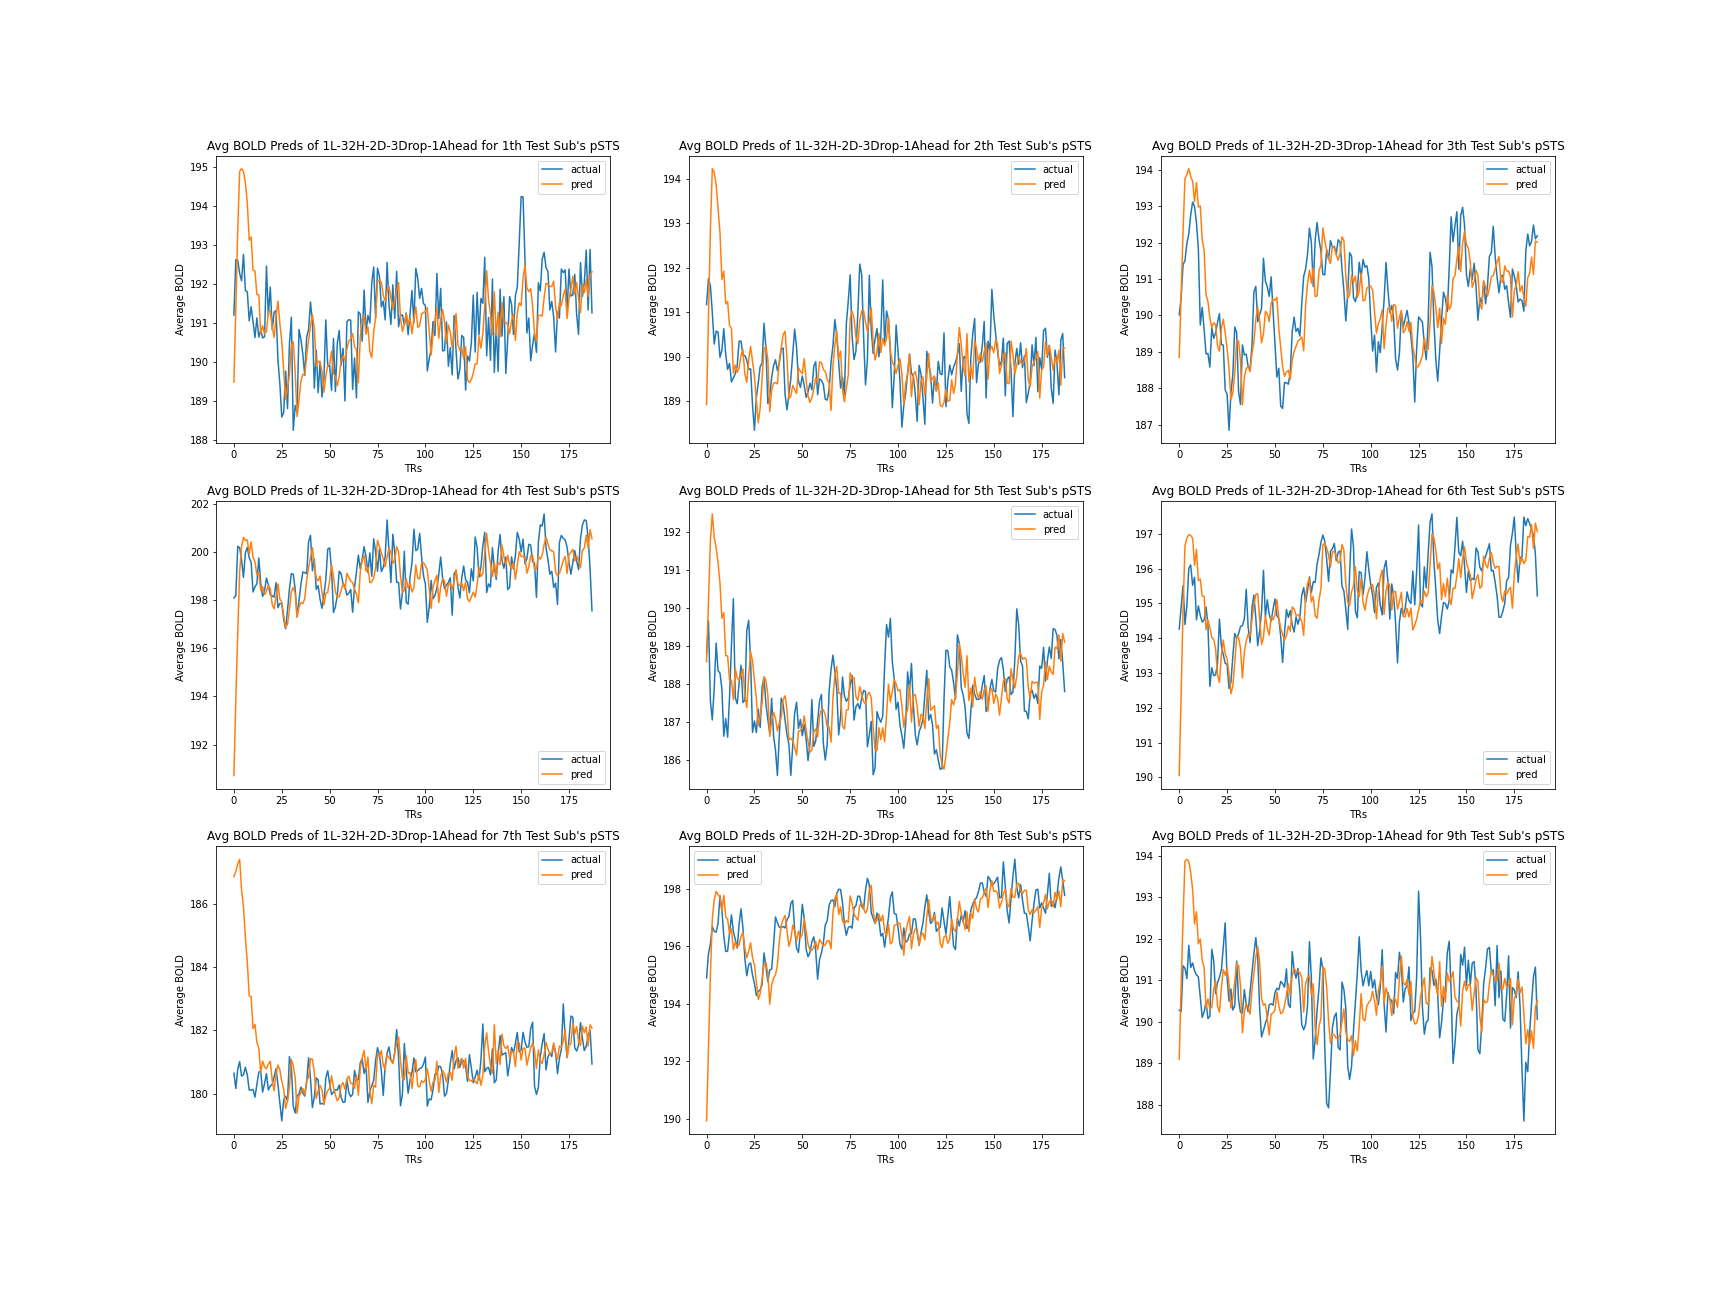 Avg BOLD Preds of 1L-32H-2D-3Drop-1Ahead for 1th Test Sub's pSTS
195
194
193
192
191
190
189
188
Average BOLD
actual
pred
0 25 50 75 100 125 150 175
TRs
Avg BOLD Preds of 1L-32H-2D-3Drop-1Ahead for 2th Test Sub's pSTS
194
193
192
191
190
189
Average BOLD
actual
pred
0 25 50 75 100 125 150 175
TRs
Avg BOLD Preds of 1L-32H-2D-3Drop-1Ahead for 3th Test Sub's pSTS
194
193
192
191
190
189
188
187
Average BOLD
actual
pred
0 25 50 75 100 125 150 175
TRs
Avg BOLD Preds of 1L-32H-2D-3Drop-1Ahead for 4th Test Sub's pSTS
202
200
198
196
194
192
Average BOLD
actual
pred
0 25 50 75 100 125 150 175
TRs
Avg BOLD Preds of 1L-32H-2D-3Drop-1Ahead for 5th Test Sub's pSTS
192
191
190
189
188
187
186
Average BOLD
actual
pred
0 25 50 75 100 125 150 175
TRs
Avg BOLD Preds of 1L-32H-2D-3Drop-1Ahead for 6th Test Sub's pSTS
197
196
195
194
193
192
191
190
Average BOLD
actual
pred
0 25 50 75 100 125 150 175
TRs
Avg BOLD Preds of 1L-32H-2D-3Drop-1Ahead for 7th Test Sub's pSTS
186
184
182
180
Average BOLD
actual
pred
0 25 50 75 100 125 150 175
TRs
Avg BOLD Preds of 1L-32H-2D-3Drop-1Ahead for 8th Test Sub's pSTS
198
196
194
192
190
Average BOLD
actual
pred
0 25 50 75 100 125 150 175
TRs
Avg BOLD Preds of 1L-32H-2D-3Drop-1Ahead for 9th Test Sub's pSTS
194
193
192
191
190
189
188
Average BOLD
actual
pred
0 25 50 75 100 125 150 175
TRs